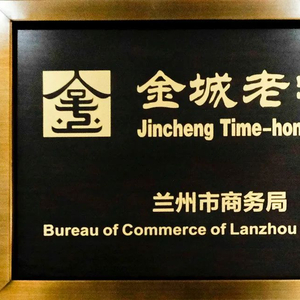 金城老
Jincheng Time-hon
兰州市商务局
Bureau of Commerce of Lanzhou